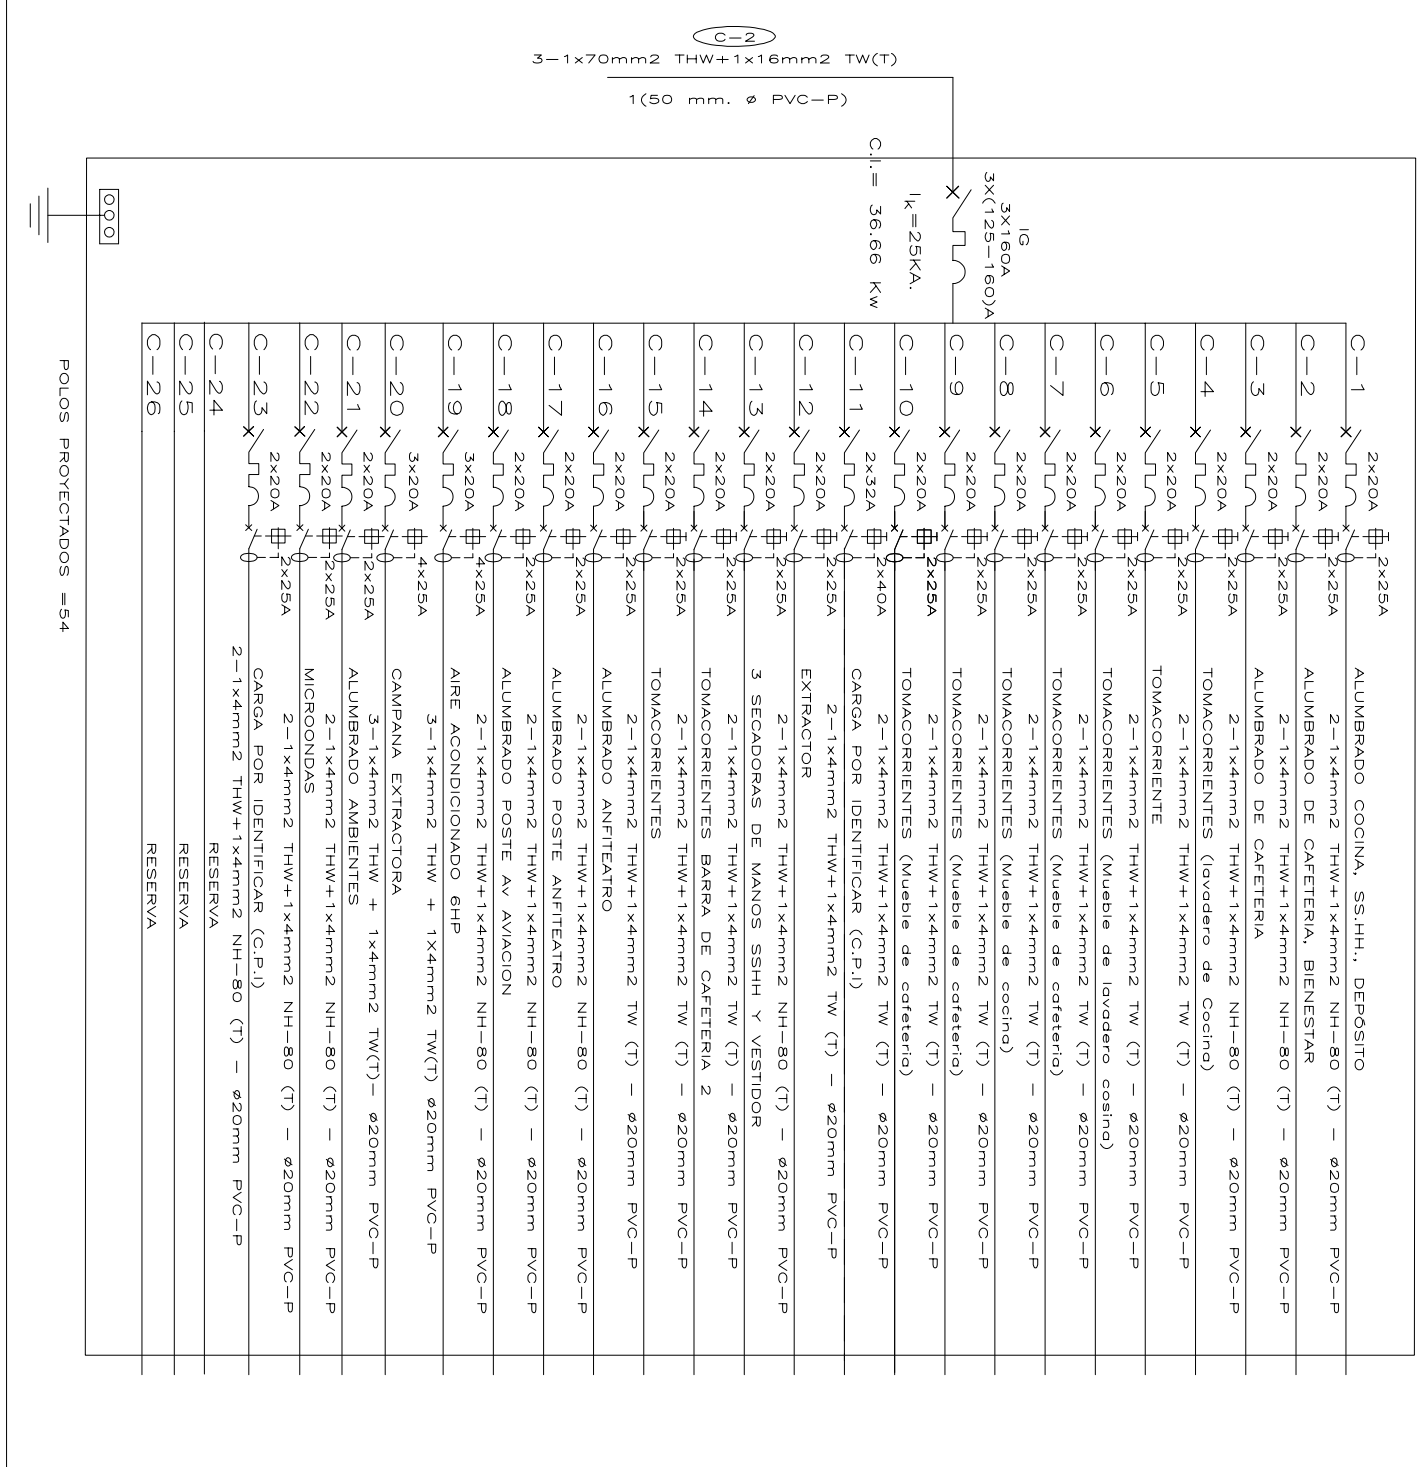 C-2
3-1x70mm2 THW+1x16mm2 TW(T)
1(50 mm. ø PVC-P)
IG
3X160A
3X(125-160)A
Ik=25KA.
C.I.= 36.66 Kw
C-1
2x20A
2x25A
ALUMBRADO COCINA, SS.HH., DEPÓSITO
2-1x4mm2 THW+1x4mm2 NH-80 (T) - ø20mm PVC-P
C-2
2x20A
2x25A
ALUMBRADO DE CAFETERIA, BIENESTAR
2-1x4mm2 THW+1x4mm2 NH-80 (T) - ø20mm PVC-P
C-3
2x20A
2x25A
ALUMBRADO DE CAFETERIA
2-1x4mm2 THW+1x4mm2 NH-80 (T) - ø20mm PVC-P
C-4
2x20A
2x25A
TOMACORRIENTES (lavadero de Cocina)
2-1x4mm2 THW+1x4mm2 TW (T) - ø20mm PVC-P
C-5
2x20A
2x25A
TOMACORRIENTE
2-1x4mm2 THW+1x4mm2 TW (T) - ø20mm PVC-P
C-6
2x20A
2x25A
TOMACORRIENTES (Mueble de lavadero cosina)
2-1x4mm2 THW+1x4mm2 TW (T) - ø20mm PVC-P
C-7
2x20A
2x25A
TOMACORRIENTES (Mueble de cafeteria)
2-1x4mm2 THW+1x4mm2 TW (T) - ø20mm PVC-P
C-8
2x20A
2x25A
TOMACORRIENTES (Mueble de cocina)
2-1x4mm2 THW+1x4mm2 TW (T) - ø20mm PVC-P
C-9
2x20A
2x25A
TOMACORRIENTES (Mueble de cafeteria)
2-1x4mm2 THW+1x4mm2 TW (T) - ø20mm PVC-P
C-10
2x20A
2x25A
TOMACORRIENTES (Mueble de cafeteria)
2-1x4mm2 THW+1x4mm2 TW (T) - ø20mm PVC-P
C-11
2x32A
2x40A
CARGA POR IDENTIFICAR (C.P.I)
2-1x4mm2 THW+1x4mm2 TW (T) - ø20mm PVC-P
C-12
2x20A
2x25A
EXTRACTOR
2-1x4mm2 THW+1x4mm2 NH-80 (T) - ø20mm PVC-P
C-13
2x20A
2x25A
3 SECADORAS DE MANOS SSHH Y VESTIDOR
2-1x4mm2 THW+1x4mm2 TW (T) - ø20mm PVC-P
C-14
2x20A
2x25A
TOMACORRIENTES BARRA DE CAFETERIA 2
2-1x4mm2 THW+1x4mm2 TW (T) - ø20mm PVC-P
C-15
2x20A
2x25A
TOMACORRIENTES
2-1x4mm2 THW+1x4mm2 TW (T) - ø20mm PVC-P
C-16
2x20A
2x25A
ALUMBRADO ANFITEATRO
2-1x4mm2 THW+1x4mm2 NH-80 (T) - ø20mm PVC-P
C-17
2x20A
2x25A
ALUMBRADO POSTE ANFITEATRO
2-1x4mm2 THW+1x4mm2 NH-80 (T) - ø20mm PVC-P
C-18
2x20A
2x25A
ALUMBRADO POSTE Av AVIACION
2-1x4mm2 THW+1x4mm2 NH-80 (T) - ø20mm PVC-P
C-19
3x20A
4x25A
AIRE ACONDICIONADO 6HP
3-1x4mm2 THW + 1X4mm2 TW(T) ø20mm PVC-P
C-20
3x20A
4x25A
CAMPANA EXTRACTORA
3-1x4mm2 THW + 1x4mm2 TW(T)- ø20mm PVC-P
C-21
2x20A
2x25A
ALUMBRADO AMBIENTES
2-1x4mm2 THW+1x4mm2 NH-80 (T) - ø20mm PVC-P
C-22
2x20A
2x25A
MICROONDAS
2-1x4mm2 THW+1x4mm2 NH-80 (T) - ø20mm PVC-P
C-23
2x20A
2x25A
CARGA POR IDENTIFICAR (C.P.I)
2-1x4mm2 THW+1x4mm2 NH-80 (T) - ø20mm PVC-P
C-24
RESERVA
C-25
RESERVA
C-26
RESERVA
POLOS PROYECTADOS =54